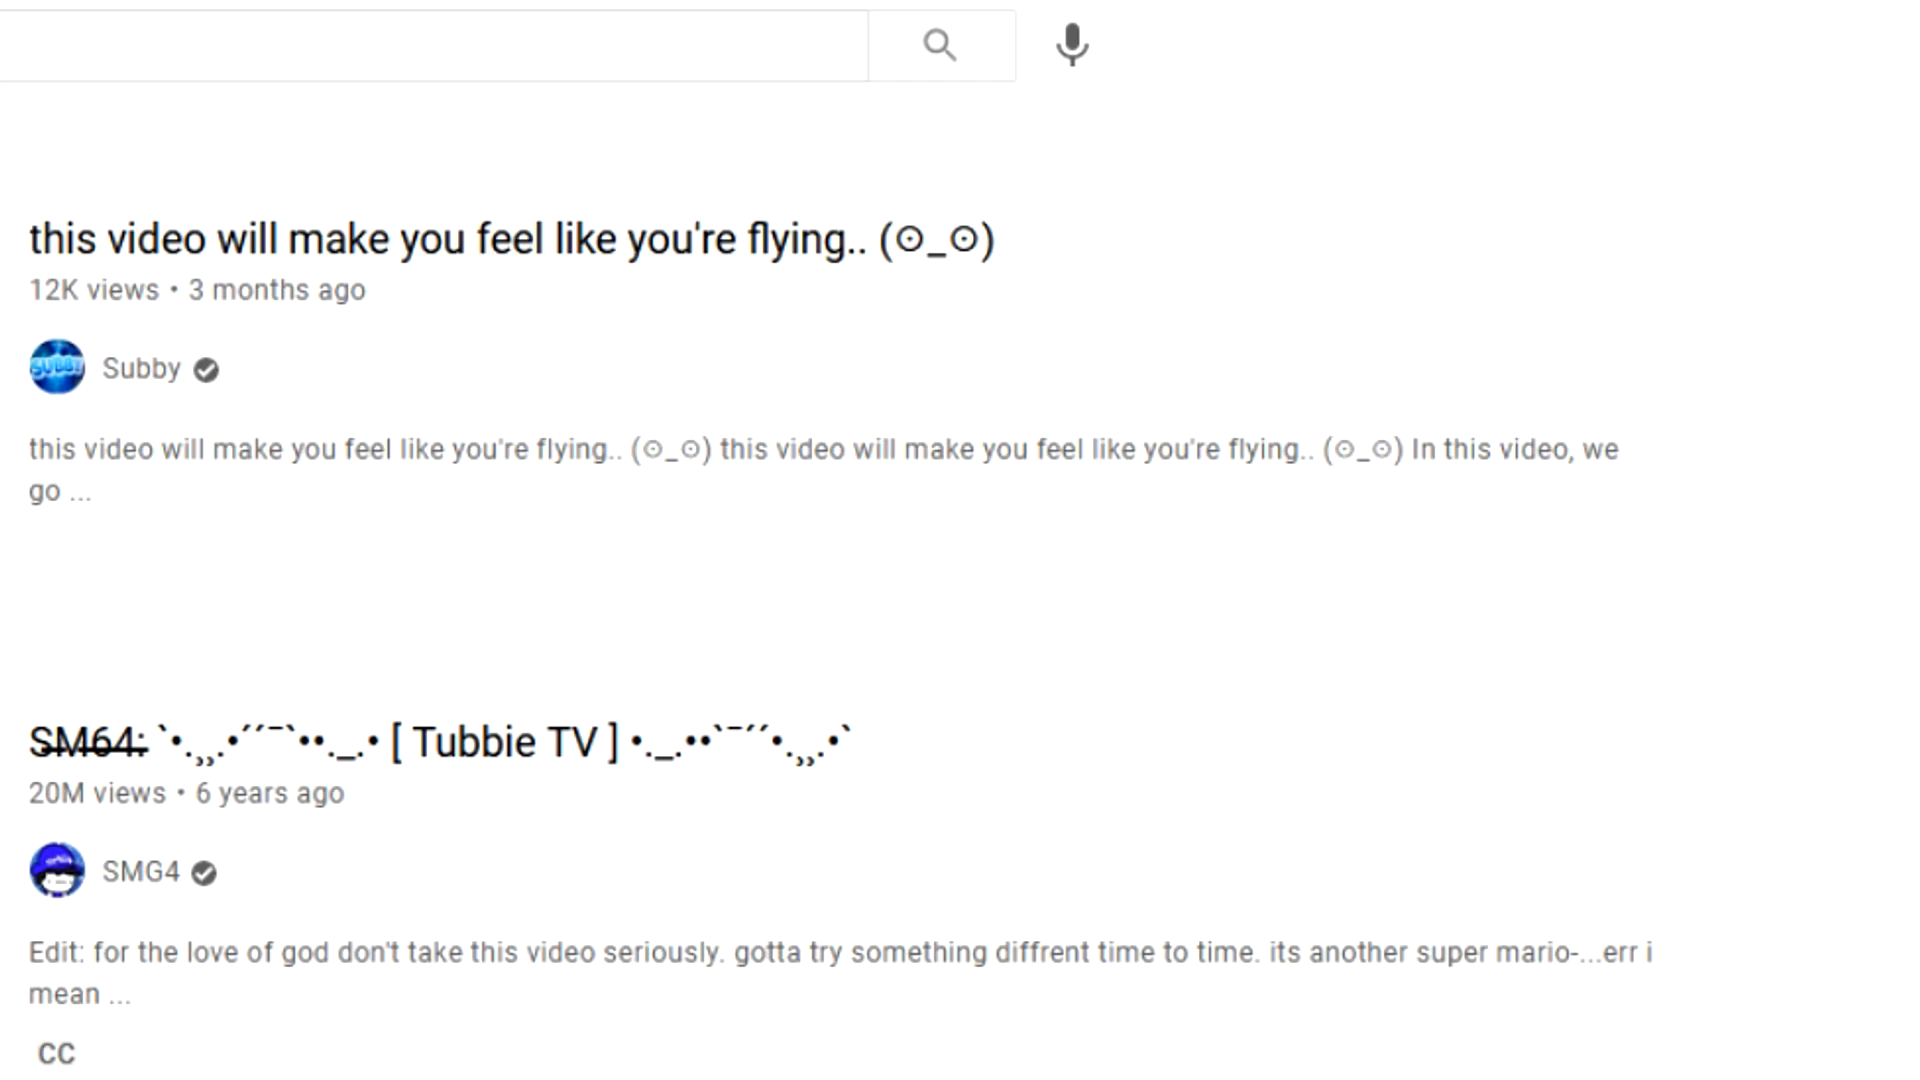 this video will make you feel like you're flying.. (⊙_⊙)
12K views • 3 months ago
SUBBY
Subby
this video will make you feel like you're flying.. (⊙_⊙) this video will make you feel like you're flying.. (⊙_⊙) In this video, we
go ...
S̶M̶6̶4̶:̶ `•.¸¸.•´´¯`••._.• [ Tubbie TV ] •._.••`¯´´•.¸¸.•`
20M views • 6 years ago
SMG4
Edit: for the love of god don't take this video seriously. gotta try something diffrent time to time. its another super mario-...err i
mean ...
CC